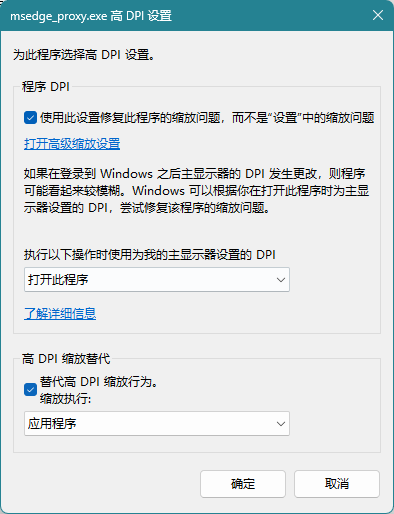 msedge_proxy.exe 高 DPI 设置
为此程序选择高 DPI 设置。
程序 DPI
使用此设置修复此程序的缩放问题，而不是“设置”中的缩放问题
打开高级缩放设置
如果在登录到 Windows 之后主显示器的 DPI 发生更改，则程序
可能看起来较模糊。Windows 可以根据你在打开此程序时为主显
示器设置的 DPI，尝试修复该程序的缩放问题。
执行以下操作时使用为我的主显示器设置的 DPI
打开此程序
了解详细信息
高 DPI 缩放替代
替代高 DPI 缩放行为。
缩放执行:
应用程序
确定
取消